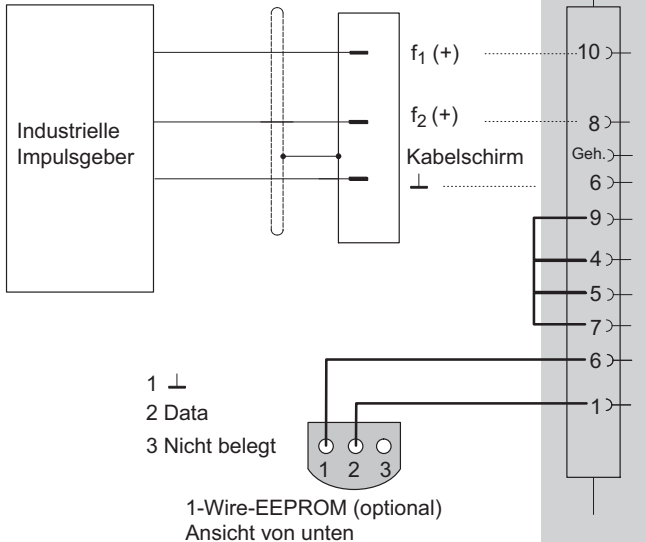 Industrielle
Impulsgeber
f1 (+)
f2 (+)
Kabelschirm
⊥
10
8
Geh.
6
9
4
5
7
6
1
1 ⊥
2 Data
3 Nicht belegt
1 2 3
1-Wire-EEPROM (optional)
Ansicht von unten